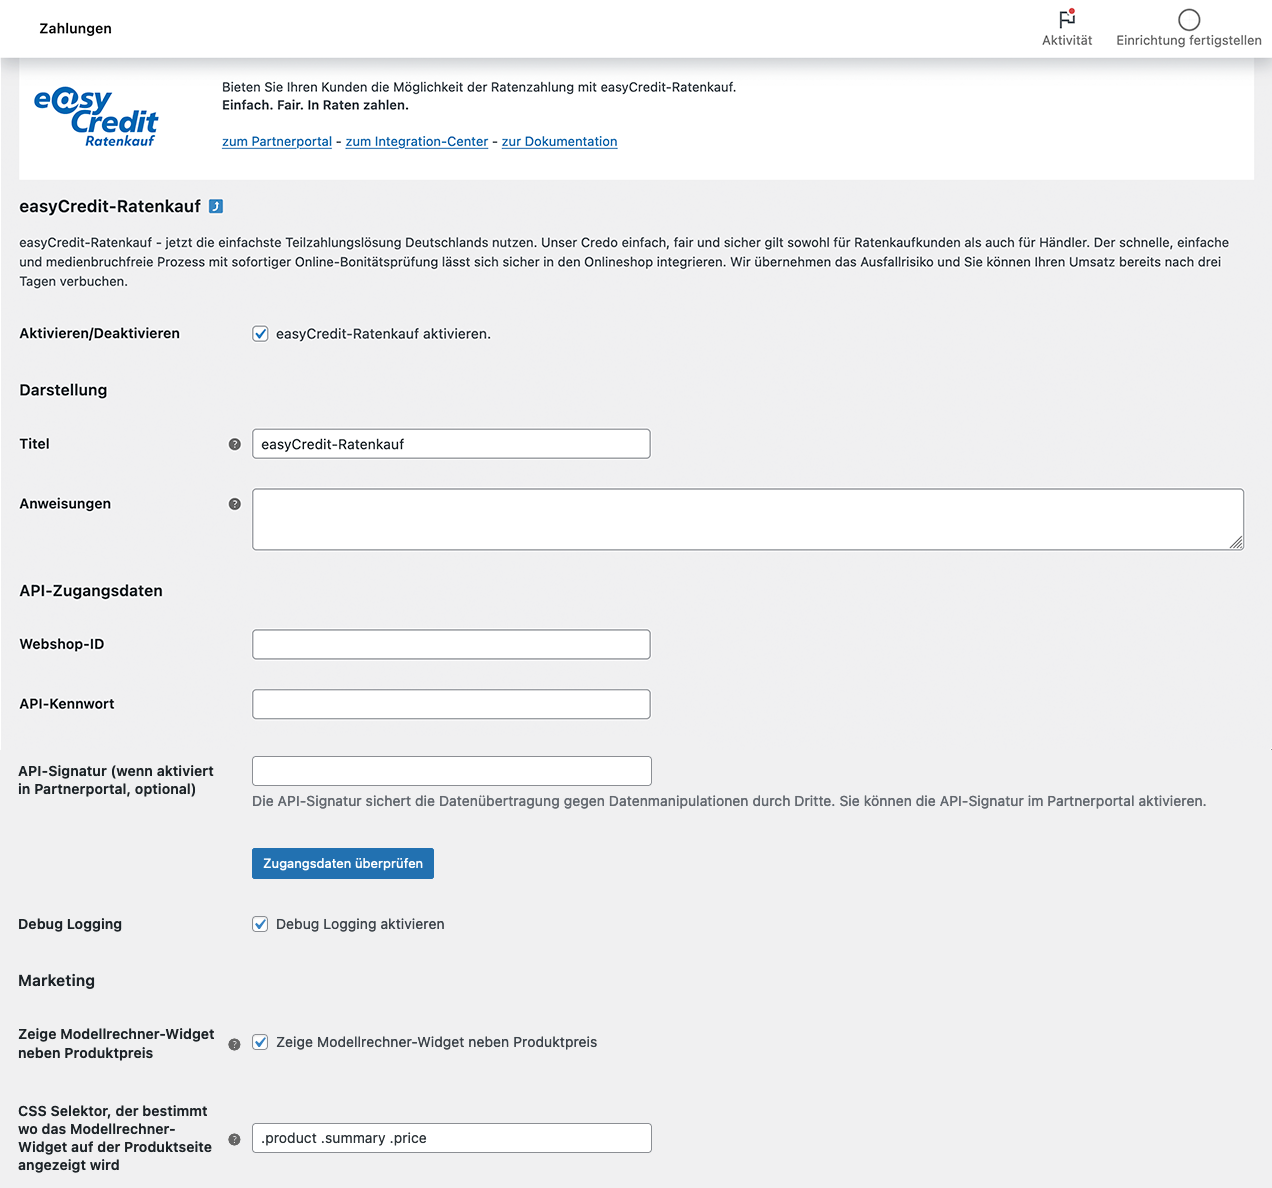 Zahlungen
Aktivität
Einrichtung fertigstellen
easy
Credit
Ratenkauf
Bieten Sie Ihren Kunden die Möglichkeit der Ratenzahlung mit easyCredit-Ratenkauf.
Einfach. Fair. In Raten zahlen.
zum Partnerportal - zum Integration-Center - zur Dokumentation
easyCredit-Ratenkauf
easyCredit-Ratenkauf - jetzt die einfachste Teilzahlungslösung Deutschlands nutzen. Unser Credo einfach, fair und sicher gilt sowohl für Ratenkaufkunden als auch für Händler. Der schnelle, einfache
und medienbruchfreie Prozess mit sofortiger Online-Bonitätsprüfung lässt sich sicher in den Onlineshop integrieren. Wir übernehmen das Ausfallrisiko und Sie können Ihren Umsatz bereits nach drei
Tagen verbuchen.
Aktivieren/Deaktivieren
easyCredit-Ratenkauf aktivieren.
Darstellung
Titel
?
easyCredit-Ratenkauf
Anweisungen
?
API-Zugangsdaten
Webshop-ID
API-Kennwort
API-Signatur (wenn aktiviert
in Partnerportal, optional)
Die API-Signatur sichert die Datenübertragung gegen Datenmanipulationen durch Dritte. Sie können die API-Signatur im Partnerportal aktivieren.
Zugangsdaten überprüfen
Debug Logging
Debug Logging aktivieren
Marketing
Zeige Modellrechner-Widget
neben Produktpreis
?
Zeige Modellrechner-Widget neben Produktpreis
CSS Selektor, der bestimmt
wo das Modellrechner-
Widget auf der Produktseite
angezeigt wird
?
.product .summary .price